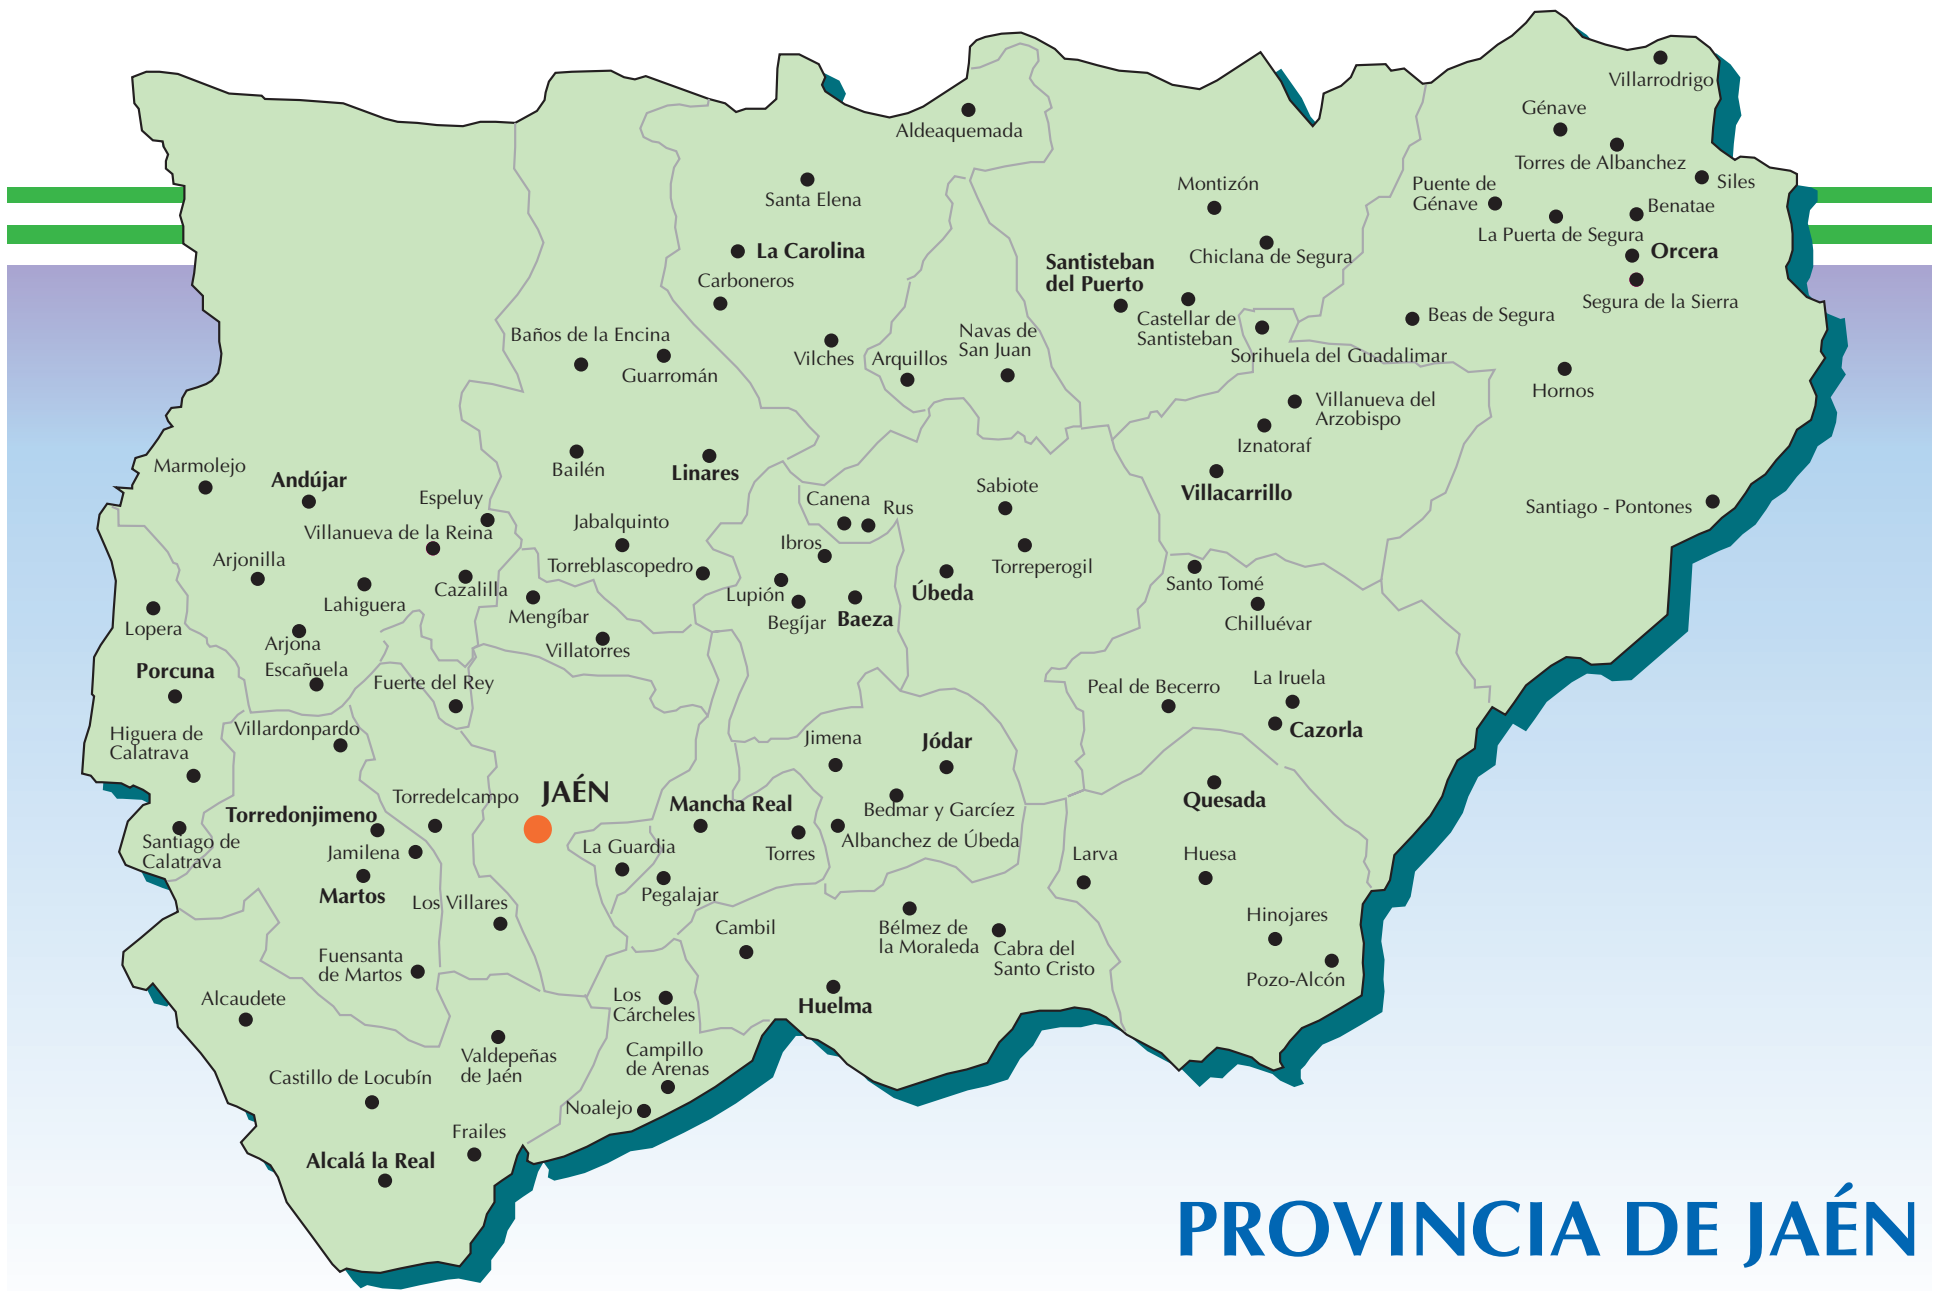 Villarrodrigo
Génave
Aldeaquemada
Torres de Albanchez
Siles
Montizón
Puente de
Génave
Santa Elena
Benatae
La Puerta de Segura
La Carolina
Orcera
Chiclana de Segura
Santisteban
del Puerto
Carboneros
Segura de la Sierra
Beas de Segura
Castellar de
Santisteban
Navas de
San Juan
Baños de la Encina
Vilches
Arquillos
Sorihuela del Guadalimar
Guarromán
Hornos
Villanueva del
Arzobispo
Iznatoraf
Marmolejo
Bailén
Linares
Andújar
Sabiote
Villacarrillo
Espeluy
Canena
Rus
Santiago - Pontones
Jabalquinto
Villanueva de la Reina
Ibros
Arjonilla
Torreblascopedro
Torreperogil
Santo Tomé
Cazalilla
Lupión
Úbeda
Lahiguera
Mengíbar
Begíjar
Baeza
Chilluévar
Lopera
Arjona
Villatorres
Porcuna
Escañuela
Fuerte del Rey
La Iruela
Peal de Becerro
Higuera de
Calatrava
Villardonpardo
Jimena
Jódar
Cazorla
JAÉN
Torredelcampo
Mancha Real
Quesada
Torredonjimeno
Bedmar y Garcíez
Santiago de
Calatrava
Jamilena
La Guardia
Torres
Albanchez de Úbeda
Larva
Huesa
Martos
Los Villares
Pegalajar
Hinojares
Cambil
Bélmez de
la Moraleda
Cabra del
Santo Cristo
Fuensanta
de Martos
Pozo-Alcón
Alcaudete
Los
Cárcheles
Huelma
Valdepeñas
de Jaén
Campillo
de Arenas
Castillo de Locubín
Noalejo
Frailes
Alcalá la Real
PROVINCIA DE JAÉN